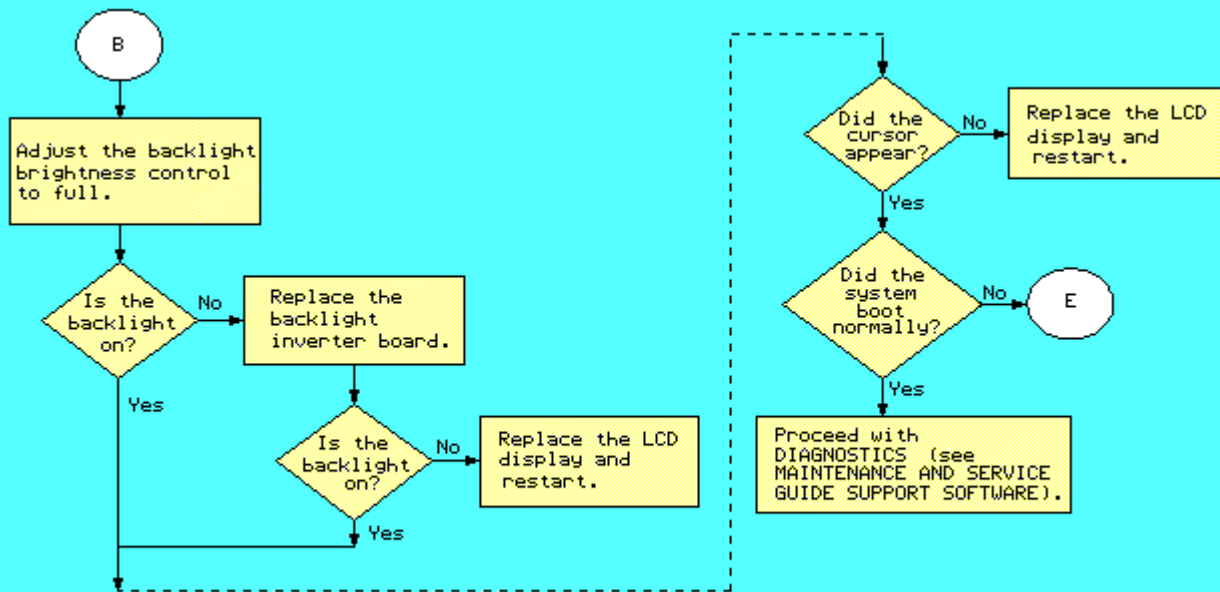 B
Adjust the backlight
brightness control
to full.
Is the
backlight
on?
No
Replace the
backlight
inverter board.
Yes
Is the
backlight
on?
No
Replace the LCD
display and
restart.
Yes
Did the
cursor
appear?
No
Replace the LCD
display and
restart.
Yes
Did the
system
boot
normally?
No
E
Yes
Proceed with
DIAGNOSTICS (see
MAINTENANCE AND SERVICE
GUIDE SUPPORT SOFTWARE).